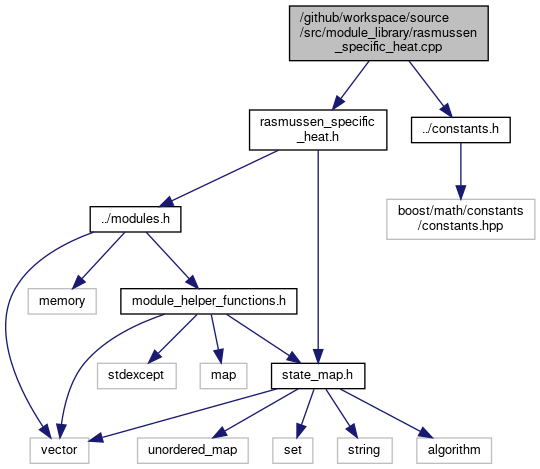 /github/workspace/source
/src/module_library/rasmussen
_specific_heat.cpp
rasmussen_specific
_heat.h
../constants.h
../modules.h
boost/math/constants
/constants.hpp
memory
module_helper_functions.h
stdexcept
map
state_map.h
vector
unordered_map
set
string
algorithm